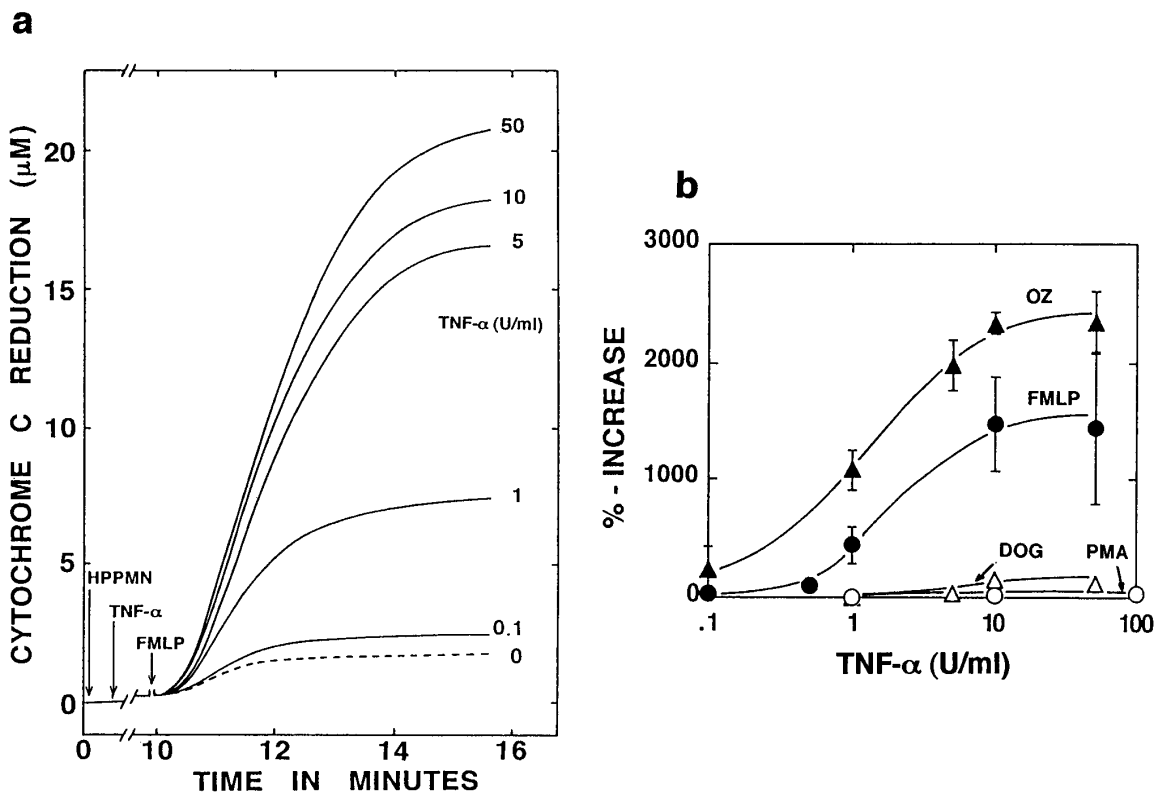 a
CYTOCHROME C REDUCTION (μM)
20
15
10
5
0
50
10
5
TNF-α (U/ml)
1
0.1
0
HPPMN
TNF-α
FMLP
0 10 12 14 16
TIME IN MINUTES
b
%-INCREASE
3000
2000
1000
0
OZ
FMLP
DOG
PMA
.1 1 10 100
TNF-α (U/ml)